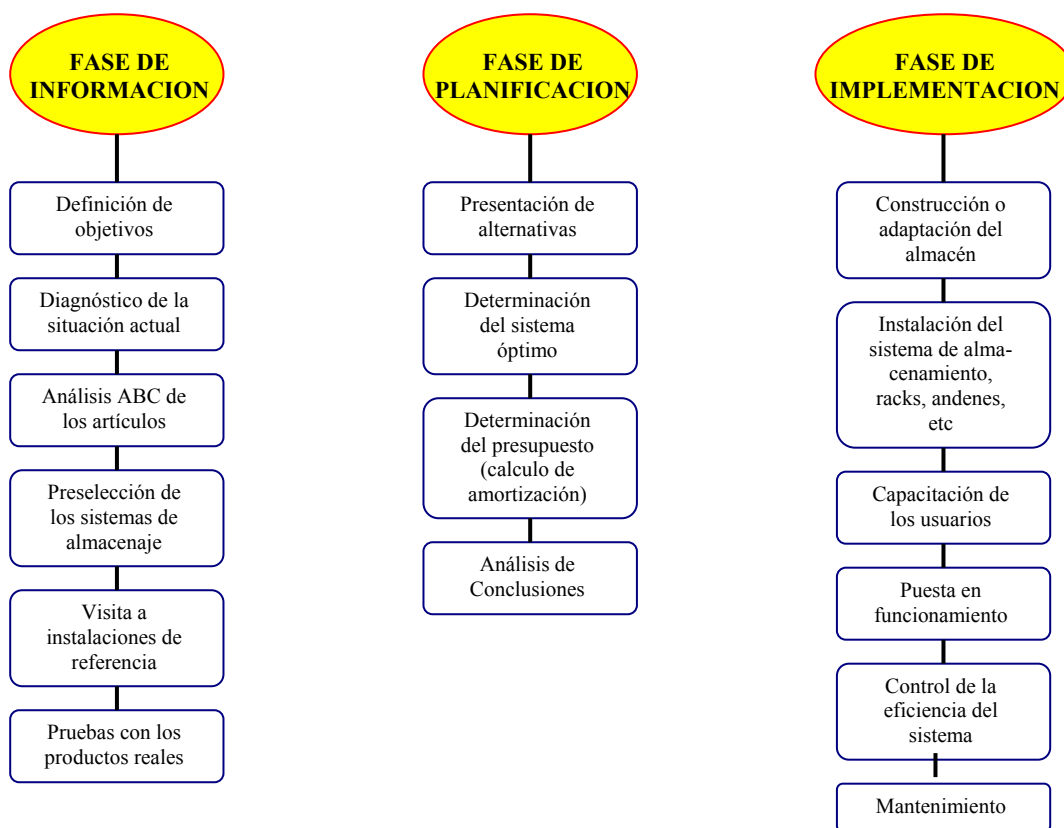 FASE DE
INFORMACION
Definición de
objetivos
Diagnóstico de la
situación actual
Análisis ABC de
los artículos
Preselección de
los sistemas de
almacenaje
Visita a
instalaciones de
referencia
Pruebas con los
productos reales
FASE DE
PLANIFICACION
Presentación de
alternativas
Determinación
del sistema
óptimo
Determinación
del presupuesto
(calculo de
amortización)
Análisis de
Conclusiones
FASE DE
IMPLEMENTACION
Construcción o
adaptación del
almacén
Instalación del
sistema de alma-
cenamiento,
racks, andenes,
etc
Capacitación de
los usuarios
Puesta en
funcionamiento
Control de la
eficiencia del
sistema
Mantenimiento